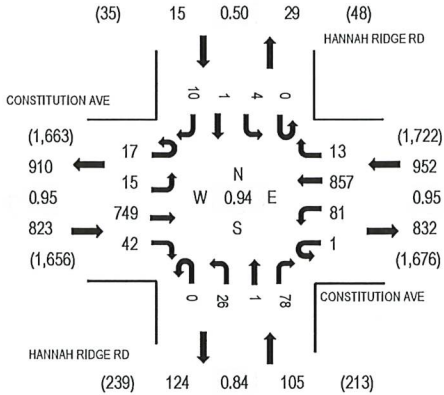 (35) 15 0.50 29 (48)
HANNAH RIDGE RD
CONSTITUTION AVE
10 1 4 0
(1,663) (1,722)
17 13
910 952
15 857
N
0.95 W 0.94 E 0.95
749 81
823 832
S
42 1
(1,656) (1,676)
0 26 1 78
CONSTITUTION AVE
HANNAH RIDGE RD
(239) 124 0.84 105 (213)